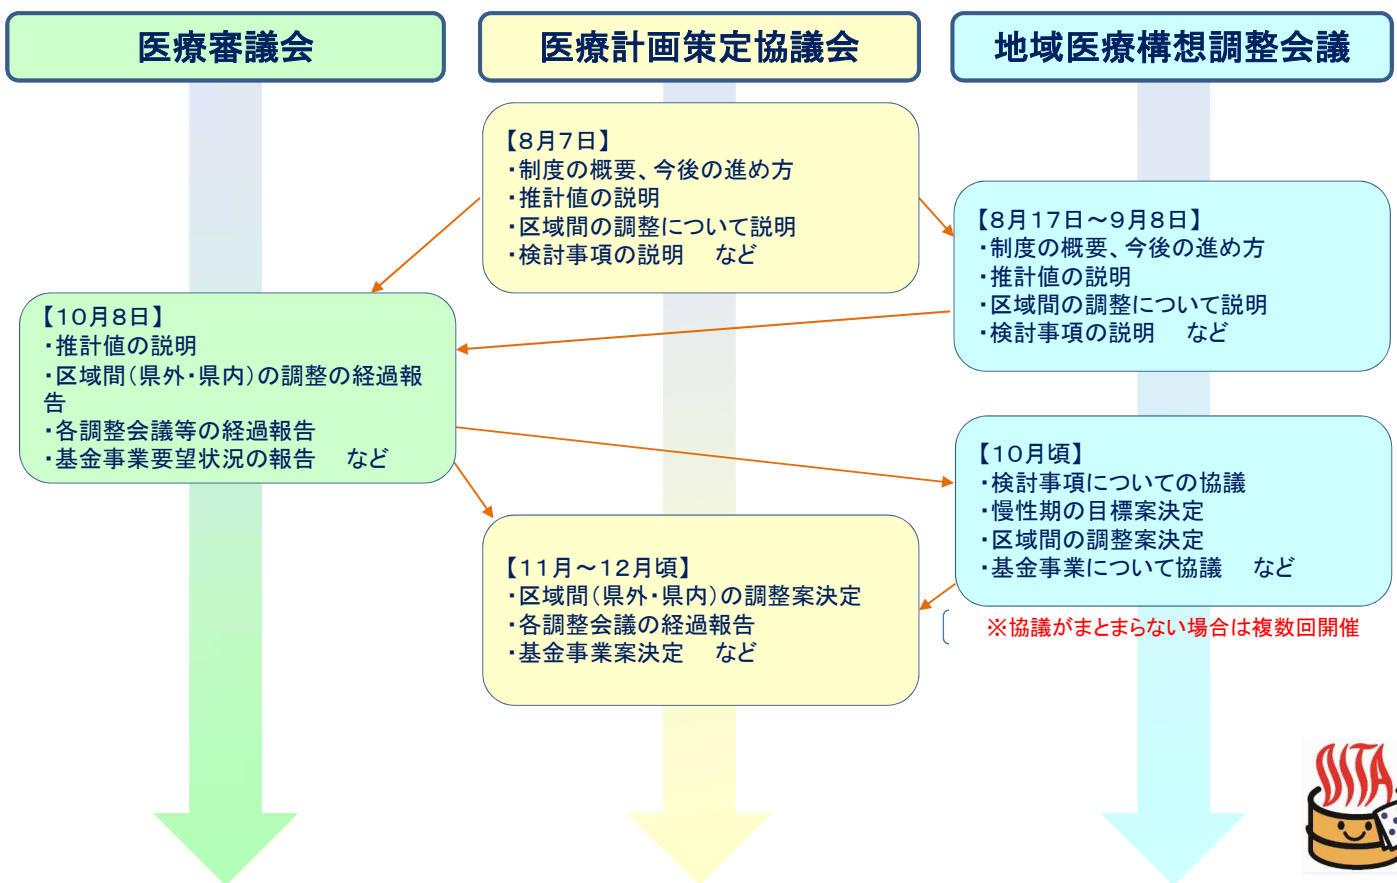 医療審議会
医療計画策定協議会
地域医療構想調整会議
【8月7日】
・制度の概要、今後の進め方
・推計値の説明
・区域間の調整について説明
・検討事項の説明　など
【8月17日～9月8日】
・制度の概要、今後の進め方
・推計値の説明
・区域間の調整について説明
・検討事項の説明　など
【10月8日】
・推計値の説明
・区域間(県外・県内)の調整の経過報
告
・各調整会議等の経過報告
・基金事業要望状況の報告　など
【10月頃】
・検討事項についての協議
・慢性期の目標案決定
・区域間の調整案決定
・基金事業について協議　など
※協議がまとまらない場合は複数回開催
【11月～12月頃】
・区域間(県外・県内)の調整案決定
・各調整会議の経過報告
・基金事業案決定　など
OITA